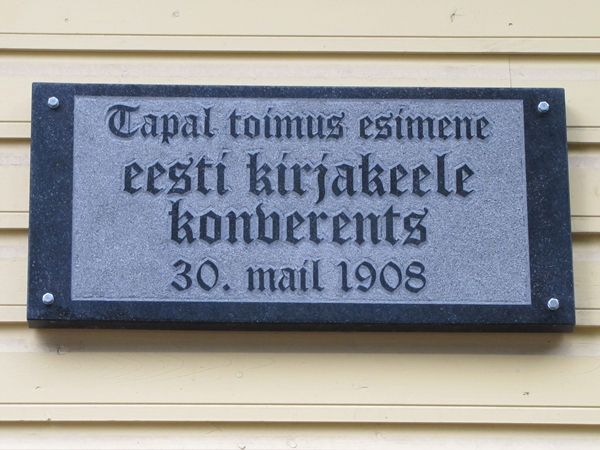 Tapal toimus esimene
eesti kirjakeele
konverents
30. mail 1908